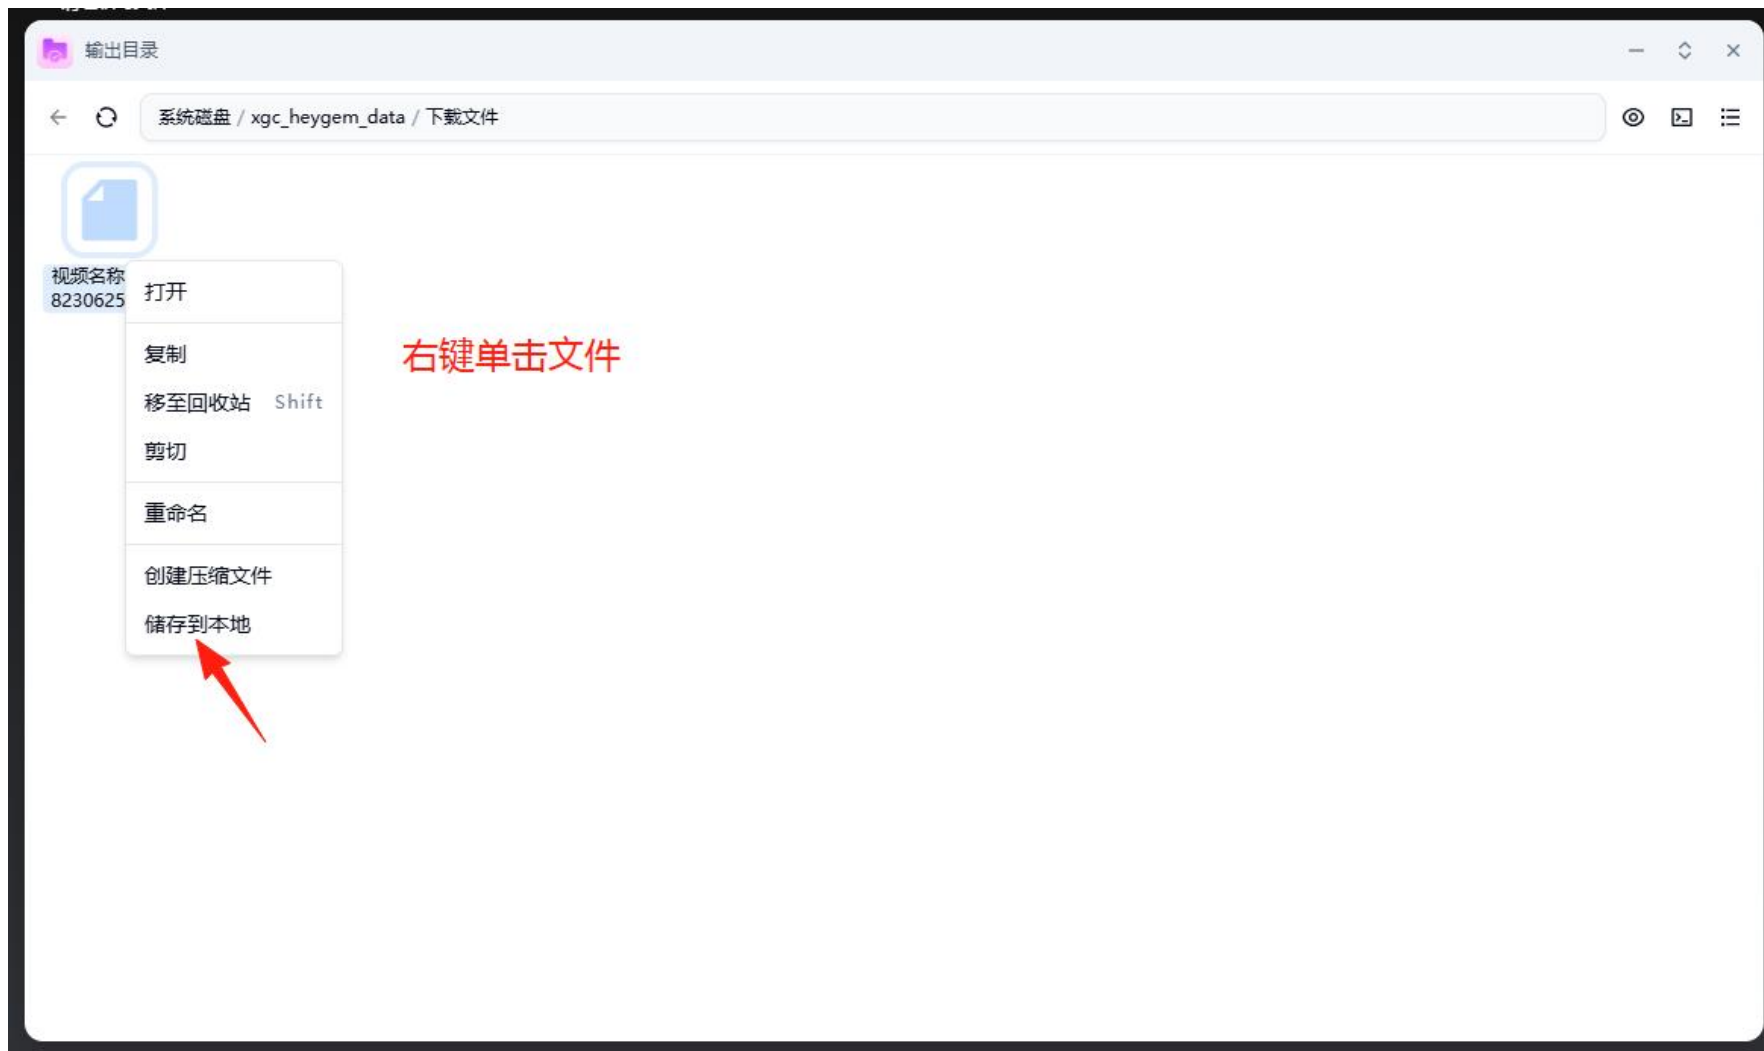 输出目录
系统磁盘 / xgc_heygem_data / 下载文件
视频名称
8230625
打开
复制
右键单击文件
移至回收站 Shift
剪切
重命名
创建压缩文件
储存到本地